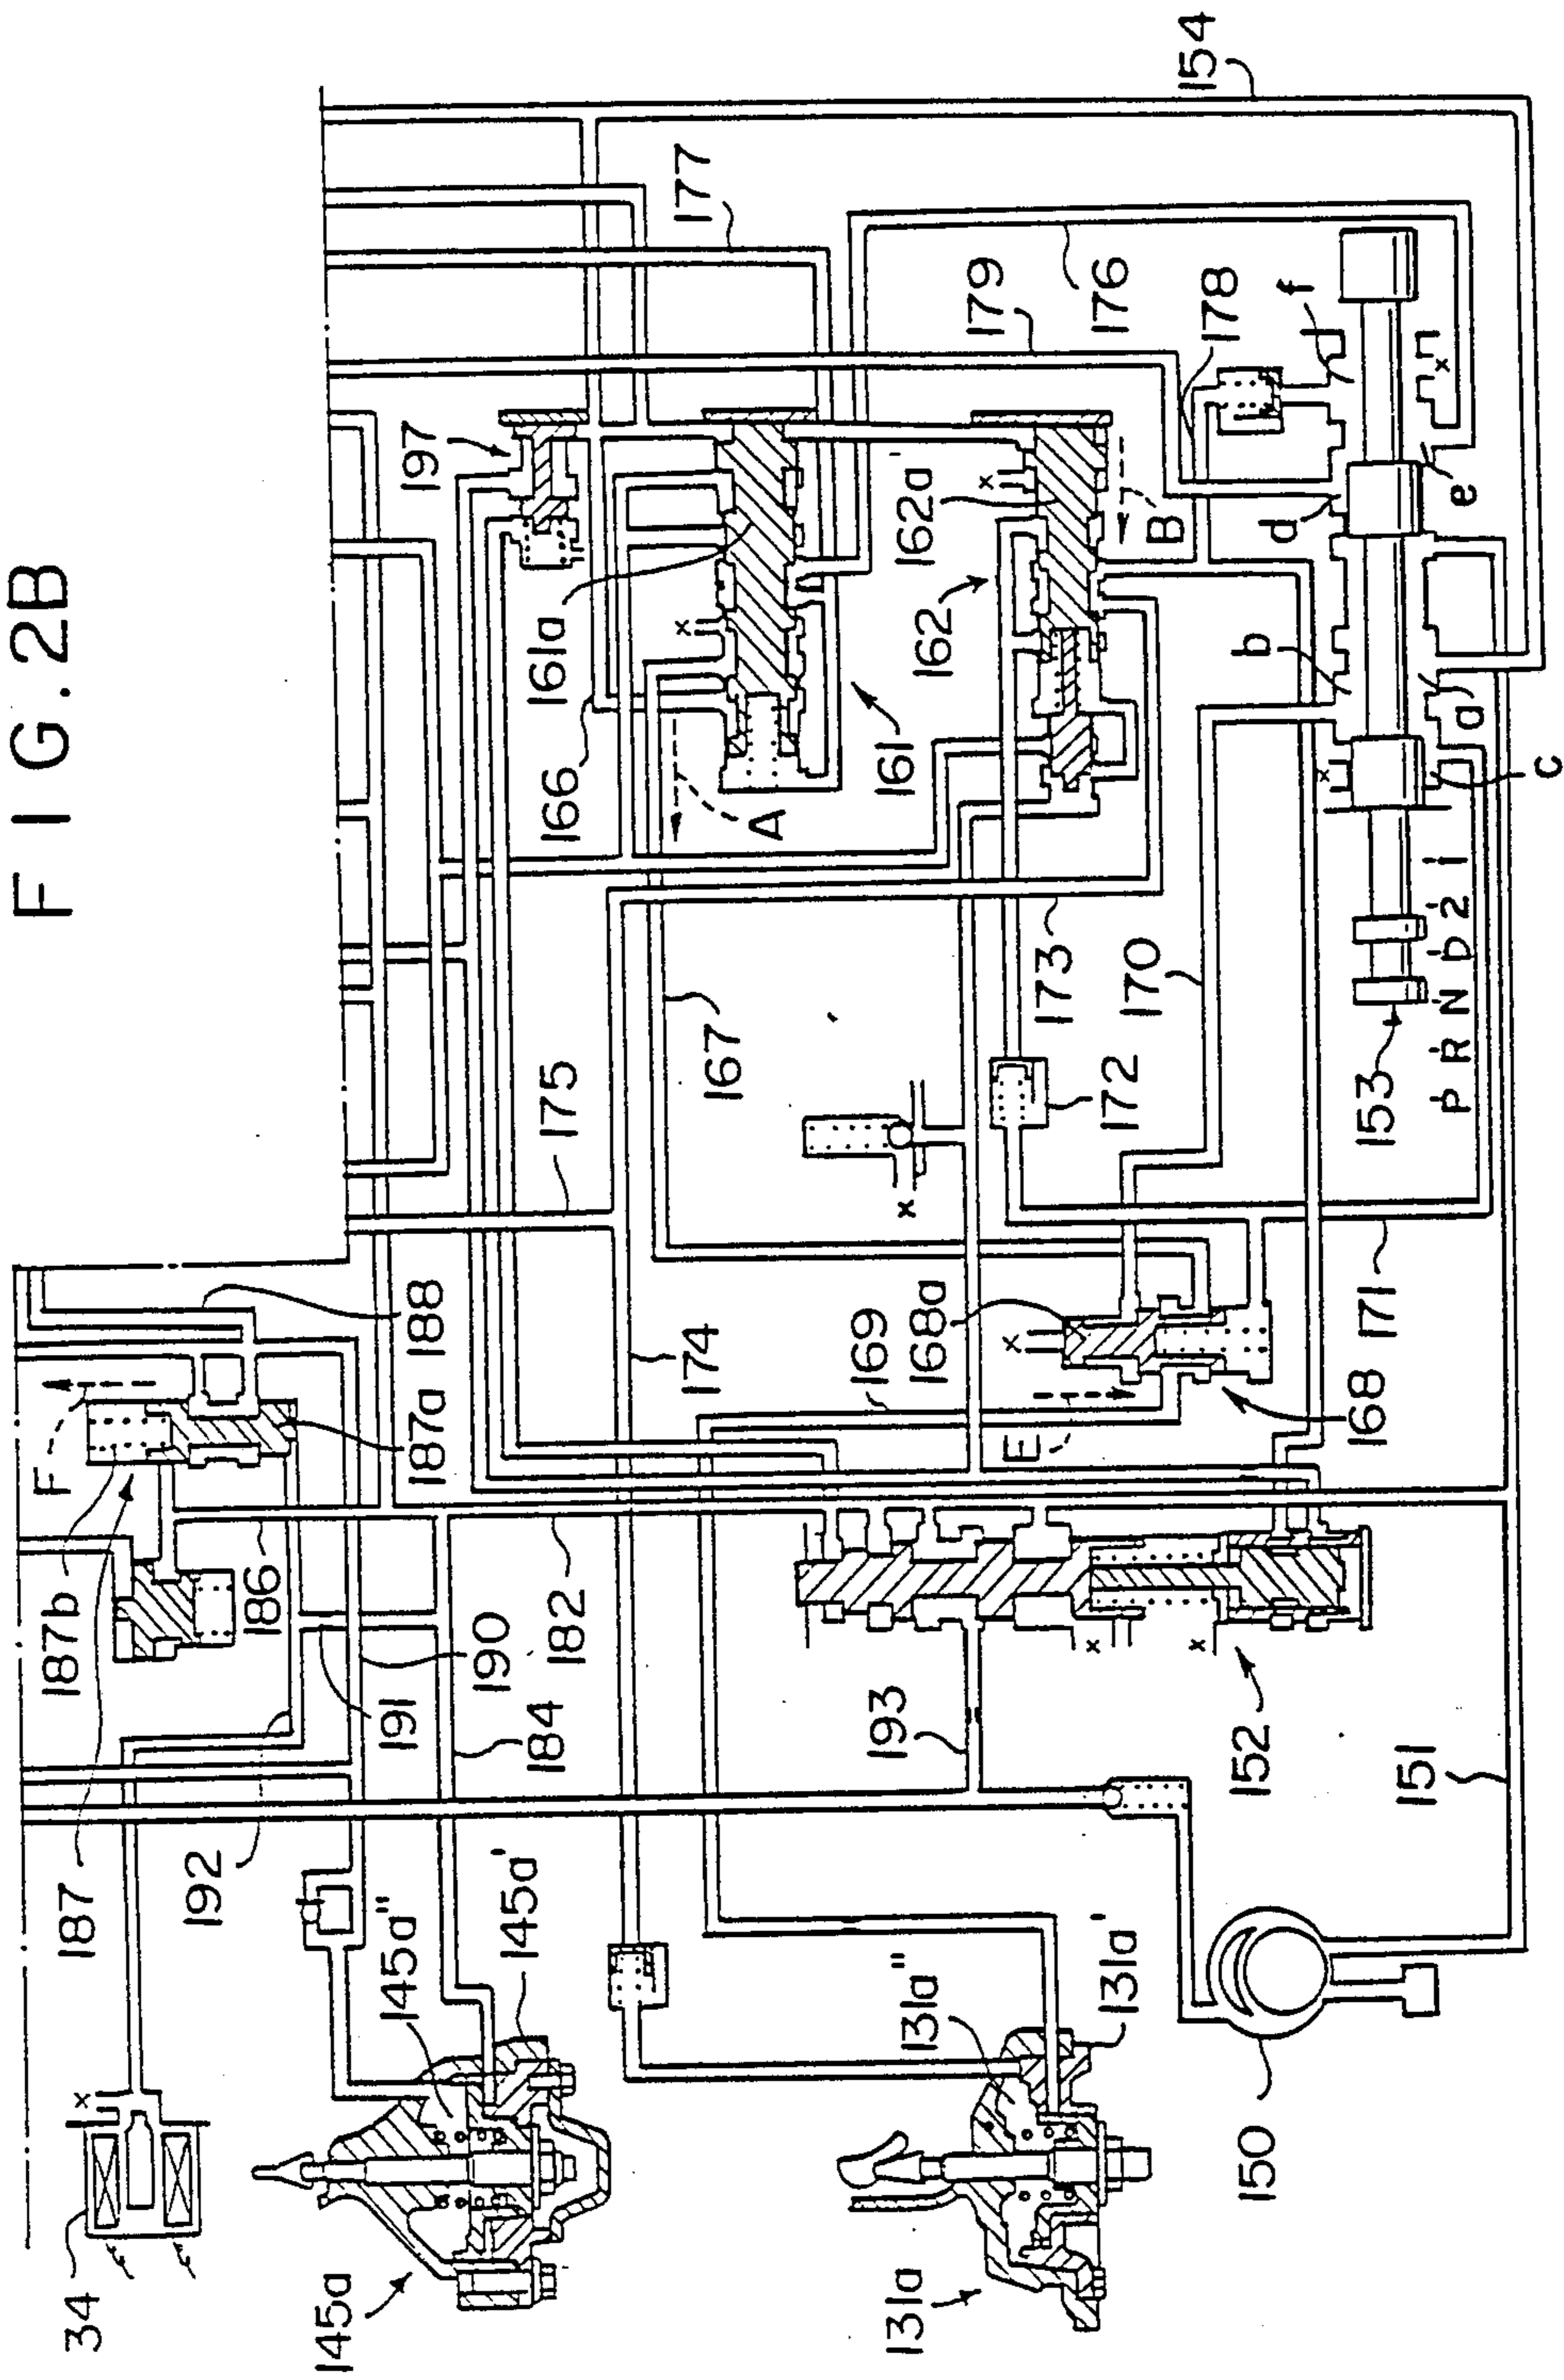 FIG. 2B
34
187
187b
F
188
192
186
187a
191
190
145a
145a"
145a'
184
182
175
174
197
166
161a
A
161
177
167
154
179
176
169
168a
E
168
193
152
x
x
x
x
x
x
x
x
x
172
173
170
162
162a
B
178
171
131a
131a"
131a'
150
151
153
P R N D 2 1
a
b
c
d
e
f